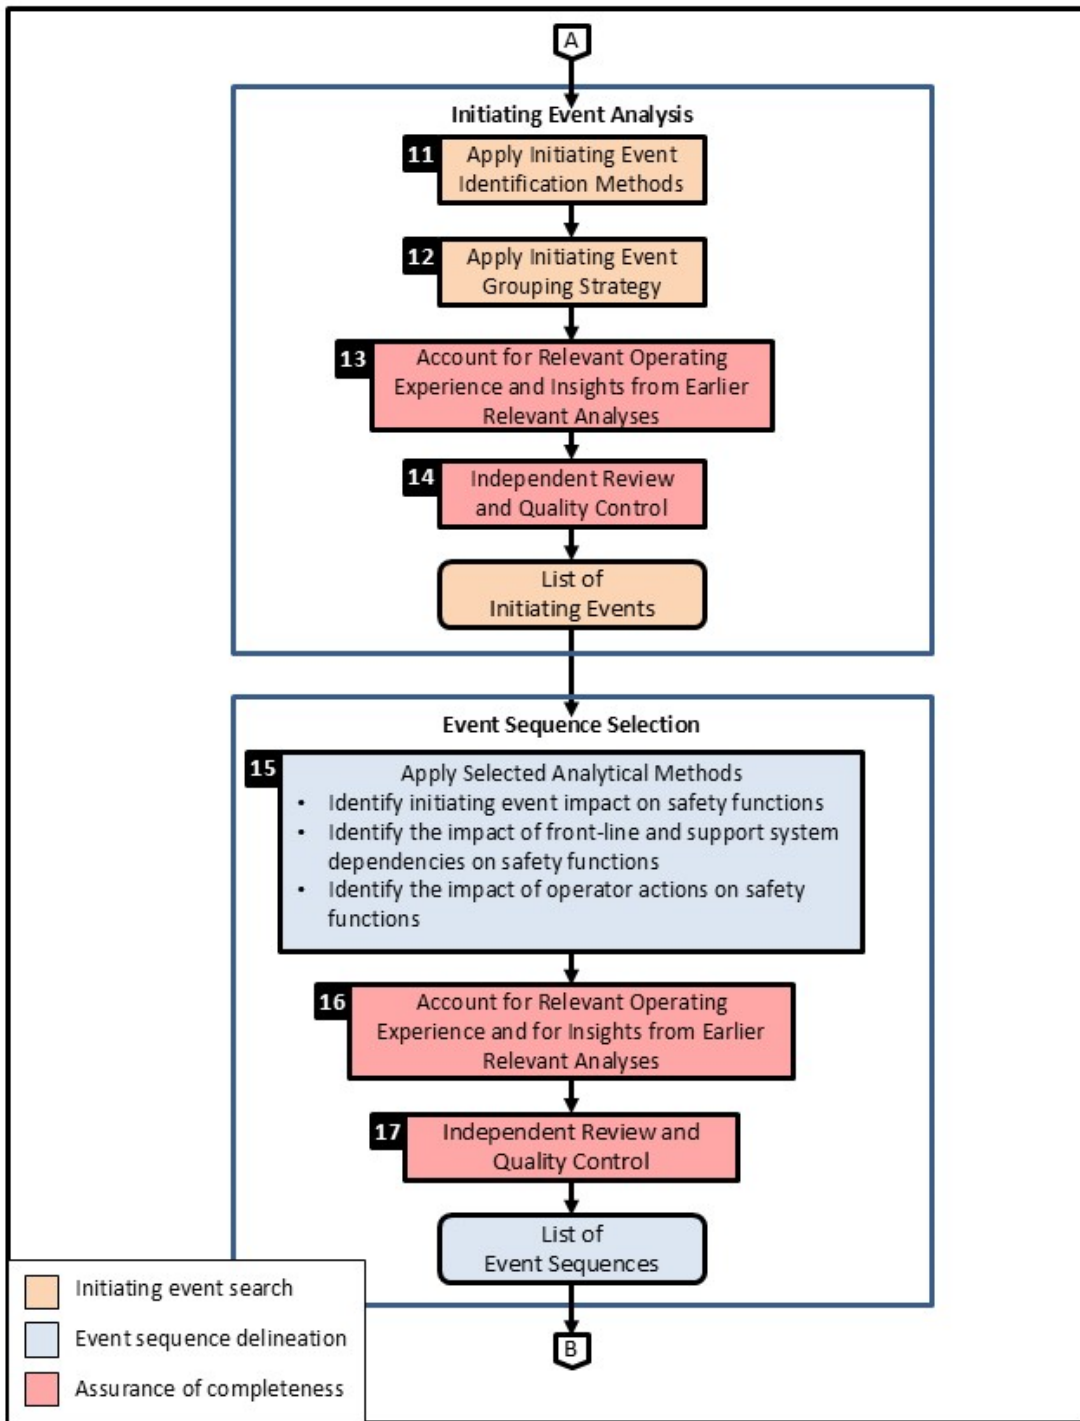 A
Initiating Event Analysis
11
Apply Initiating Event
Identification Methods
12
Apply Initiating Event
Grouping Strategy
13
Account for Relevant Operating
Experience and Insights from Earlier
Relevant Analyses
14
Independent Review
and Quality Control
List of
Initiating Events
Event Sequence Selection
15
Apply Selected Analytical Methods
• Identify initiating event impact on safety functions
• Identify the impact of front-line and support system
dependencies on safety functions
• Identify the impact of operator actions on safety
functions
16
Account for Relevant Operating
Experience and for Insights from Earlier
Relevant Analyses
17
Independent Review and
Quality Control
List of
Event Sequences
B
Initiating event search
Event sequence delineation
Assurance of completeness